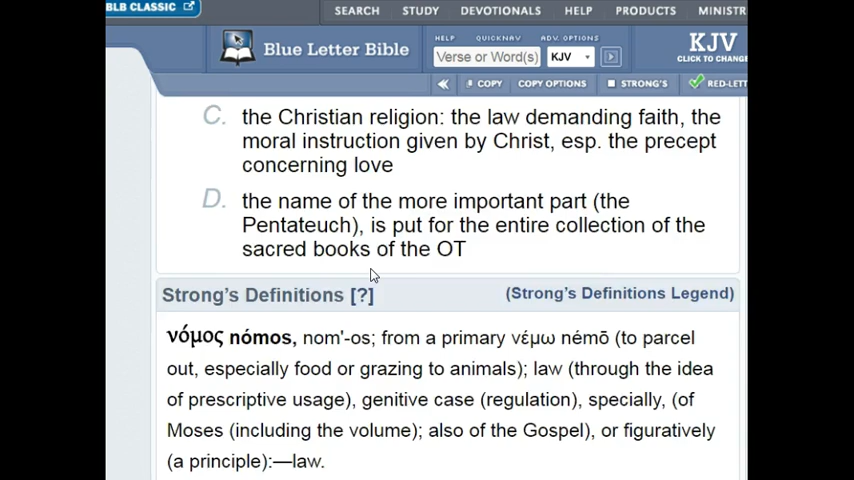 BLB CLASSIC
SEARCH STUDY DEVOTIONALS HELP PRODUCTS MINISTR
Blue Letter Bible
HELP QUICKNAV ADV. OPTIONS
Verse or Word(s) KJV
KJV
CLICK TO CHANGE
COPY COPY OPTIONS STRONG'S RED-LETT
C. the Christian religion: the law demanding faith, the
moral instruction given by Christ, esp. the precept
concerning love
D. the name of the more important part (the
Pentateuch), is put for the entire collection of the
sacred books of the OT
Strong's Definitions [?] (Strong's Definitions Legend)
νόμος nómos, nom'-os; from a primary νέμω némō (to parcel
out, especially food or grazing to animals); law (through the idea
of prescriptive usage), genitive case (regulation), specially, (of
Moses (including the volume); also of the Gospel), or figuratively
(a principle):—law.